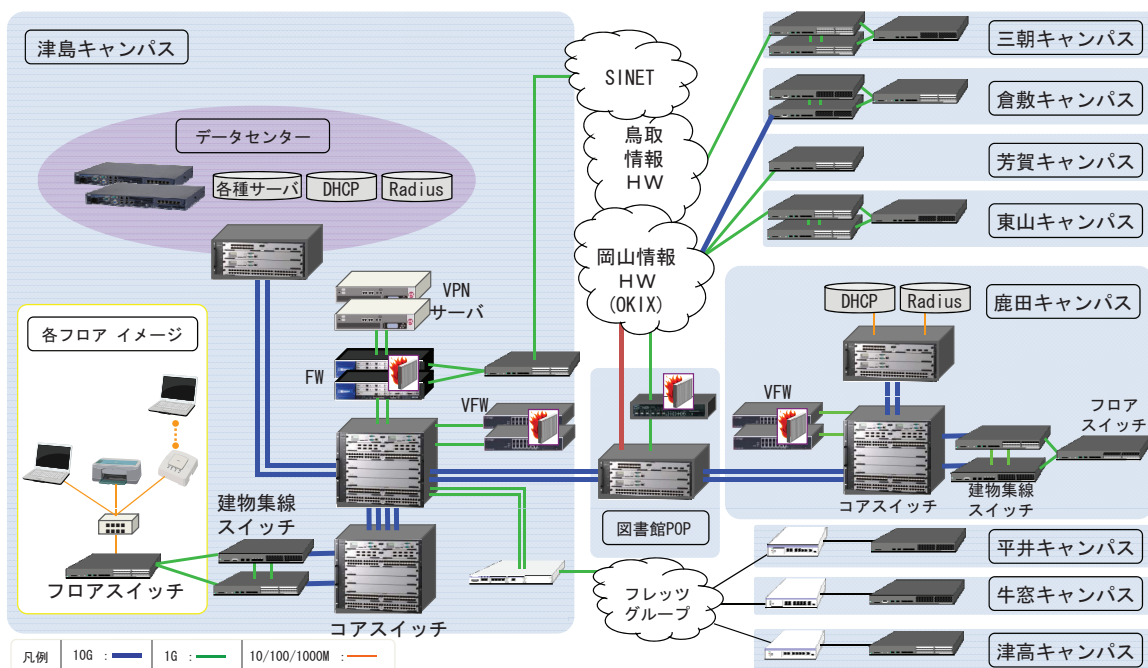 津島キャンパス
データセンター
各種サーバ
DHCP
Radius
VPN
サーバ
FW
VFW
各フロア イメージ
建物集線
スイッチ
フロアスイッチ
コアスイッチ
SINET
鳥取
情報
HW
岡山情報
HW
(OKIX)
図書館POP
フレッツ
グループ
三朝キャンパス
倉敷キャンパス
芳賀キャンパス
東山キャンパス
鹿田キャンパス
DHCP
Radius
VFW
フロア
スイッチ
建物集線
スイッチ
コアスイッチ
平井キャンパス
牛窓キャンパス
津高キャンパス
凡例 10G : 1G : 10/100/1000M :